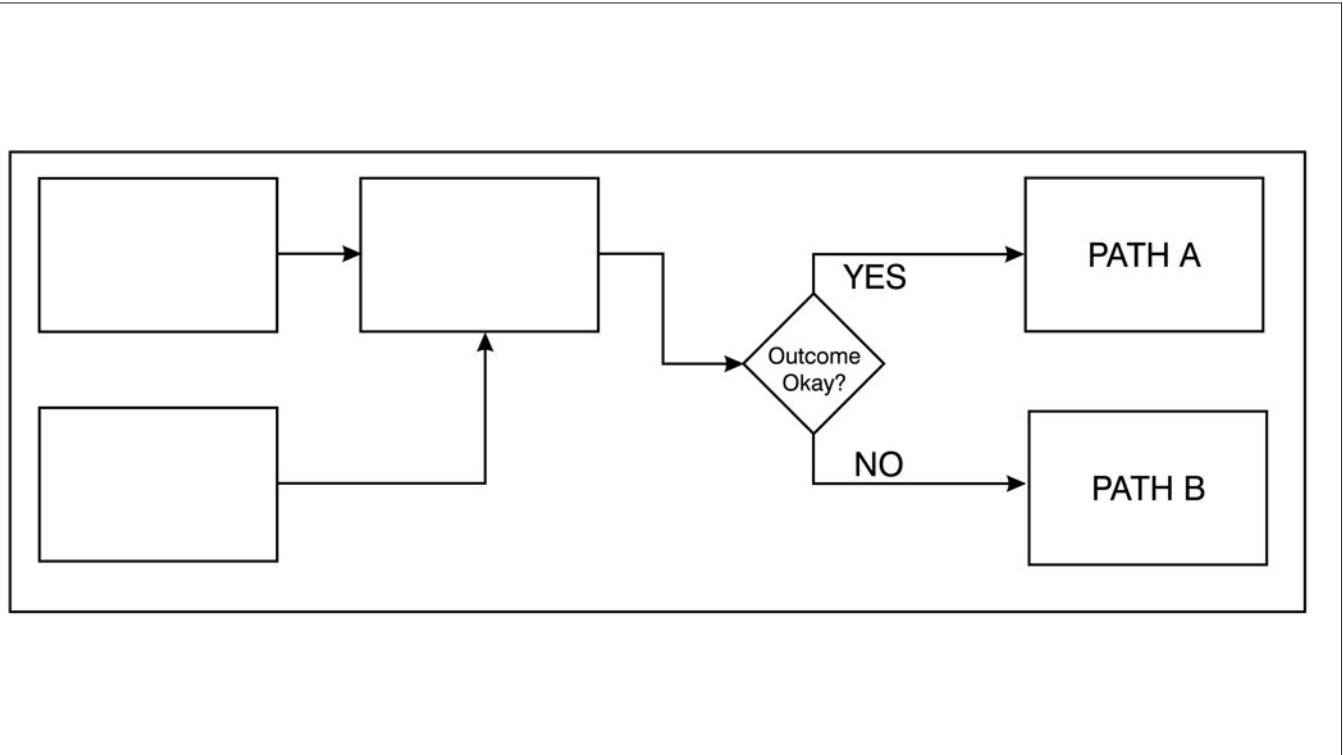 YES
PATH A
Outcome
Okay?
NO
PATH B